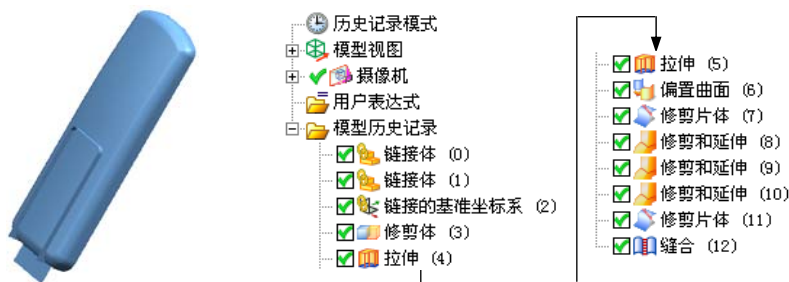 历史记录模式
模型视图
摄像机
用户表达式
模型历史记录
链接体 (0)
链接体 (1)
链接的基准坐标系 (2)
修剪体 (3)
拉伸 (4)
拉伸 (5)
偏置曲面 (6)
修剪片体 (7)
修剪和延伸 (8)
修剪和延伸 (9)
修剪和延伸 (10)
修剪片体 (11)
缝合 (12)